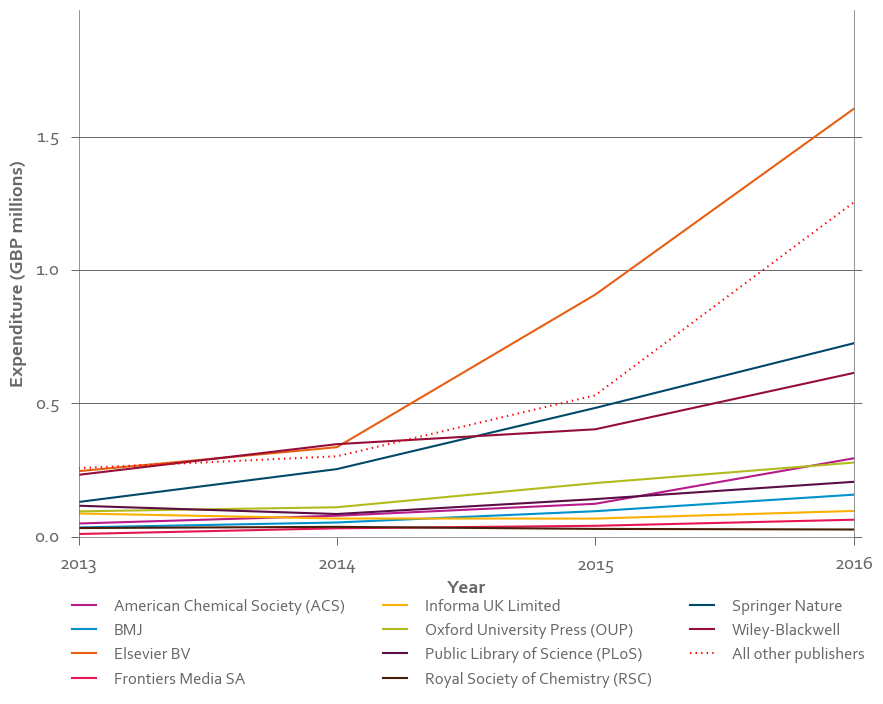 Expenditure (GBP millions)
1.5
1.0
0.5
0.0
2013 2014 2015 2016
Year
American Chemical Society (ACS) Informa UK Limited Springer Nature
BMJ Oxford University Press (OUP) Wiley-Blackwell
Elsevier BV Public Library of Science (PLoS) All other publishers
Frontiers Media SA Royal Society of Chemistry (RSC)